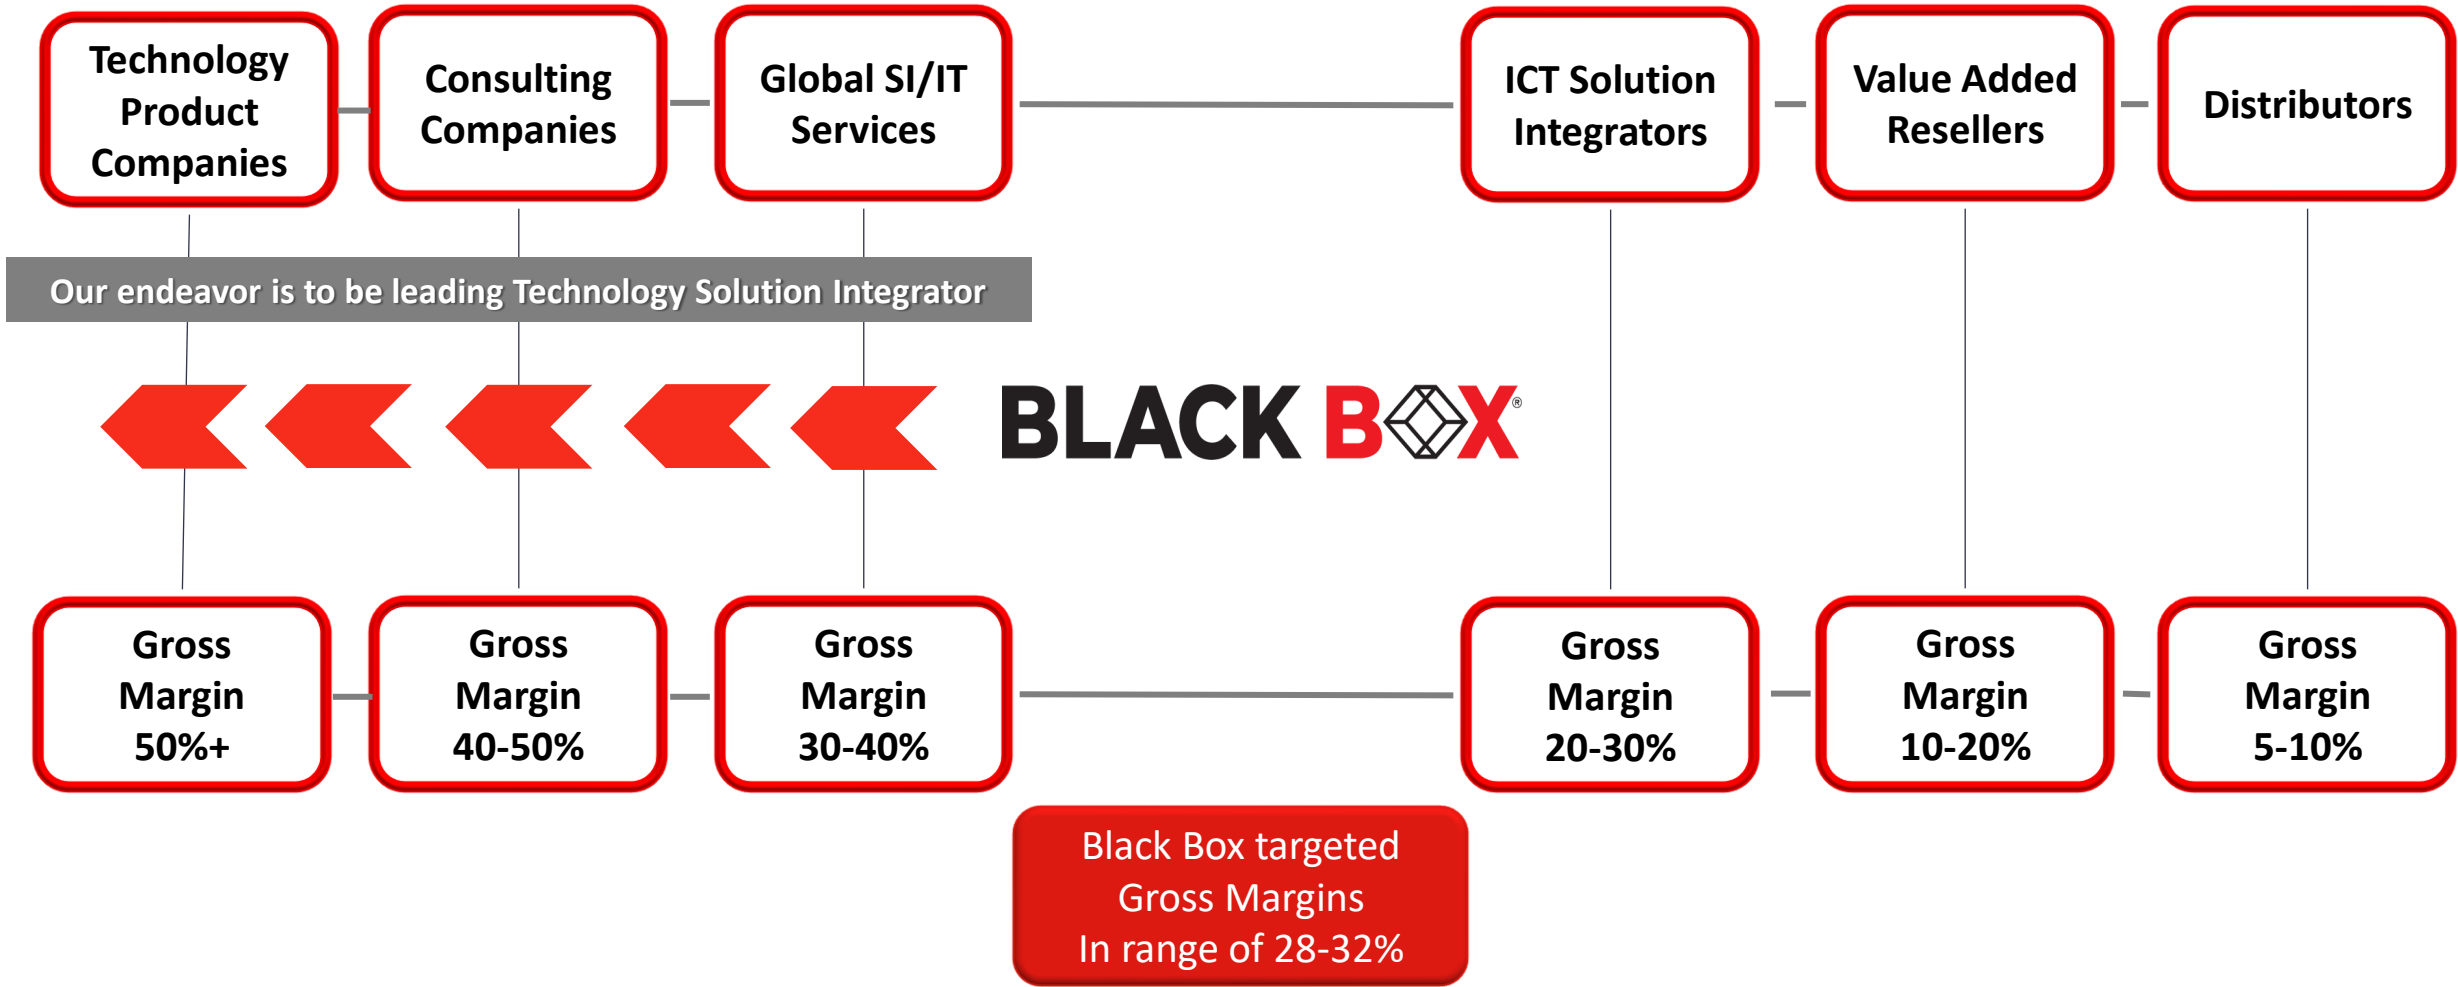 Technology
Product
Companies
Consulting
Companies
Global SI/IT
Services
ICT Solution
Integrators
Value Added
Resellers
Distributors
Our endeavor is to be leading Technology Solution Integrator
BLACK BOX®
Gross
Margin
50%+
Gross
Margin
40-50%
Gross
Margin
30-40%
Gross
Margin
20-30%
Gross
Margin
10-20%
Gross
Margin
5-10%
Black Box targeted
Gross Margins
In range of 28-32%